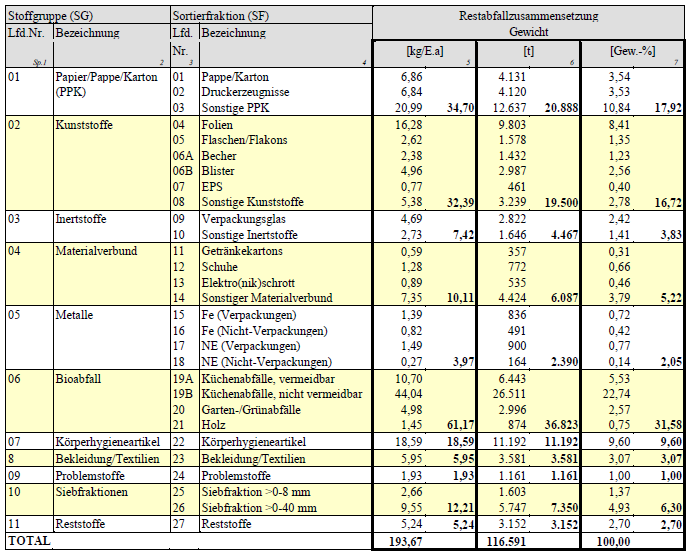 Stoffgruppe (SG) Sortierfraktion (SF) Restabfallzusammensetzung
Lfd.Nr. Bezeichnung Lfd. Bezeichnung Gewicht
Nr. [kg/E.a] [t] [Gew.-%]
Sp.1 2 3 4 5 6 7
01 Papier/Pappe/Karton 01 Pappe/Karton 6,86 4.131 3,54
(PPK) 02 Druckerzeugnisse 6,84 4.120 3,53
03 Sonstige PPK 20,99 34,70 12.637 20.888 10,84 17,92
02 Kunststoffe 04 Folien 16,28 9.803 8,41
05 Flaschen/Flakons 2,62 1.578 1,35
06A Becher 2,38 1.432 1,23
06B Blister 4,96 2.987 2,56
07 EPS 0,77 461 0,40
08 Sonstige Kunststoffe 5,38 32,39 3.239 19.500 2,78 16,72
03 Inertstoffe 09 Verpackungsglas 4,69 2.822 2,42
10 Sonstige Inertstoffe 2,73 7,42 1.646 4.467 1,41 3,83
04 Materialverbund 11 Getränkekartons 0,59 357 0,31
12 Schuhe 1,28 772 0,66
13 Elektro(nik)schrott 0,89 535 0,46
14 Sonstiger Materialverbund 7,35 10,11 4.424 6.087 3,79 5,22
05 Metalle 15 Fe (Verpackungen) 1,39 836 0,72
16 Fe (Nicht-Verpackungen) 0,82 491 0,42
17 NE (Verpackungen) 1,49 900 0,77
18 NE (Nicht-Verpackungen) 0,27 3,97 164 2.390 0,14 2,05
06 Bioabfall 19A Küchenabfälle, vermeidbar 10,70 6.443 5,53
19B Küchenabfälle, nicht vermeidbar 44,04 26.511 22,74
20 Garten-/Grünabfälle 4,98 2.996 2,57
21 Holz 1,45 61,17 874 36.823 0,75 31,58
07 Körperhygieneartikel 22 Körperhygieneartikel 18,59 18,59 11.192 11.192 9,60 9,60
8 Bekleidung/Textilien 23 Bekleidung/Textilien 5,95 5,95 3.581 3.581 3,07 3,07
09 Problemstoffe 24 Problemstoffe 1,93 1,93 1.161 1.161 1,00 1,00
10 Siebfraktionen 25 Siebfraktion >0-8 mm 2,66 1.603 1,37
26 Siebfraktion >0-40 mm 9,55 12,21 5.747 7.350 4,93 6,30
11 Reststoffe 27 Reststoffe 5,24 5,24 3.152 3.152 2,70 2,70
TOTAL 193,67 116.591 100,00